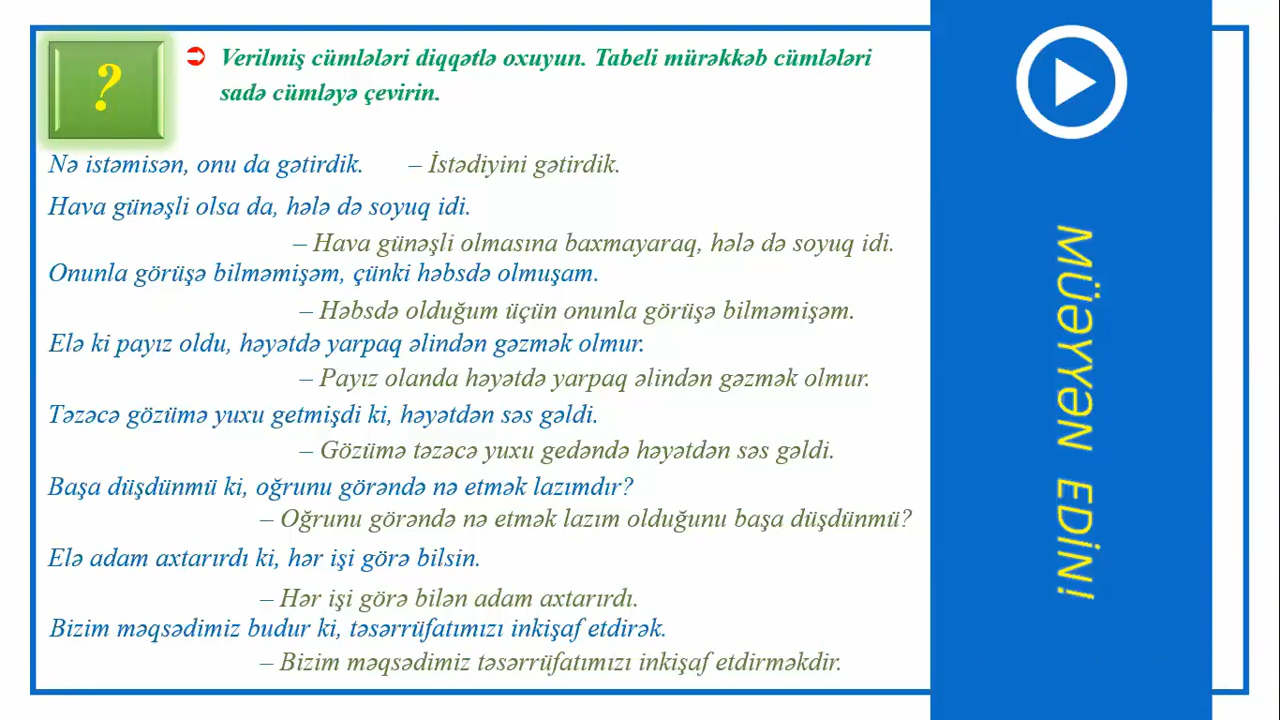 ?
Verilmiş cümlələri diqqətlə oxuyun. Tabeli mürəkkəb cümlələri
sadə cümləyə çevirin.
Nə istəmisən, onu da gətirdik. – İstədiyini gətirdik.
Hava günəşli olsa da, hələ də soyuq idi.
– Hava günəşli olmasına baxmayaraq, hələ də soyuq idi.
Onunla görüşə bilməmişəm, çünki həbsdə olmuşam.
– Həbsdə olduğum üçün onunla görüşə bilməmişəm.
Elə ki payız oldu, həyətdə yarpaq əlindən gəzmək olmur.
– Payız olanda həyətdə yarpaq əlindən gəzmək olmur.
Təzəcə gözümə yuxu getmişdi ki, həyətdən səs gəldi.
– Gözümə təzəcə yuxu gedəndə həyətdən səs gəldi.
Başa düşdünmü ki, oğrunu görəndə nə etmək lazımdır?
– Oğrunu görəndə nə etmək lazım olduğunu başa düşdünmü?
Elə adam axtarırdı ki, hər işi görə bilsin.
– Hər işi görə bilən adam axtarırdı.
Bizim məqsədimiz budur ki, təsərrüfatımızı inkişaf etdirək.
– Bizim məqsədimiz təsərrüfatımızı inkişaf etdirməkdir.
MÜƏYYƏN EDİN!